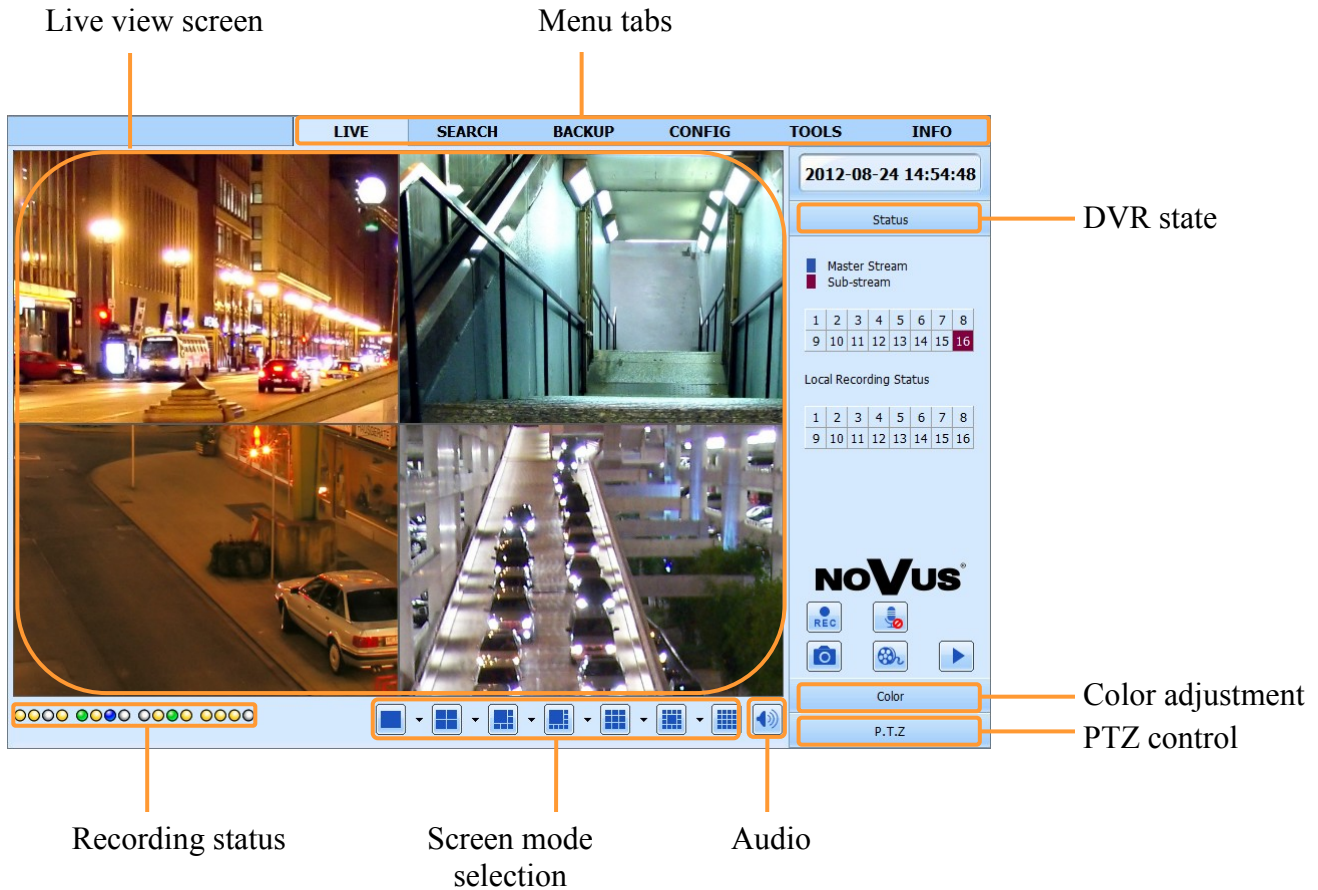 Live view screen
Menu tabs
LIVE SEARCH BACKUP CONFIG TOOLS INFO
2012-08-24 14:54:48
Status
DVR state
Master Stream
Sub-stream
1 2 3 4 5 6 7 8
9 10 11 12 13 14 15 16
Local Recording Status
1 2 3 4 5 6 7 8
9 10 11 12 13 14 15 16
NOVUS®
REC
Color
Color adjustment
P.T.Z
PTZ control
Recording status
Screen mode
selection
Audio